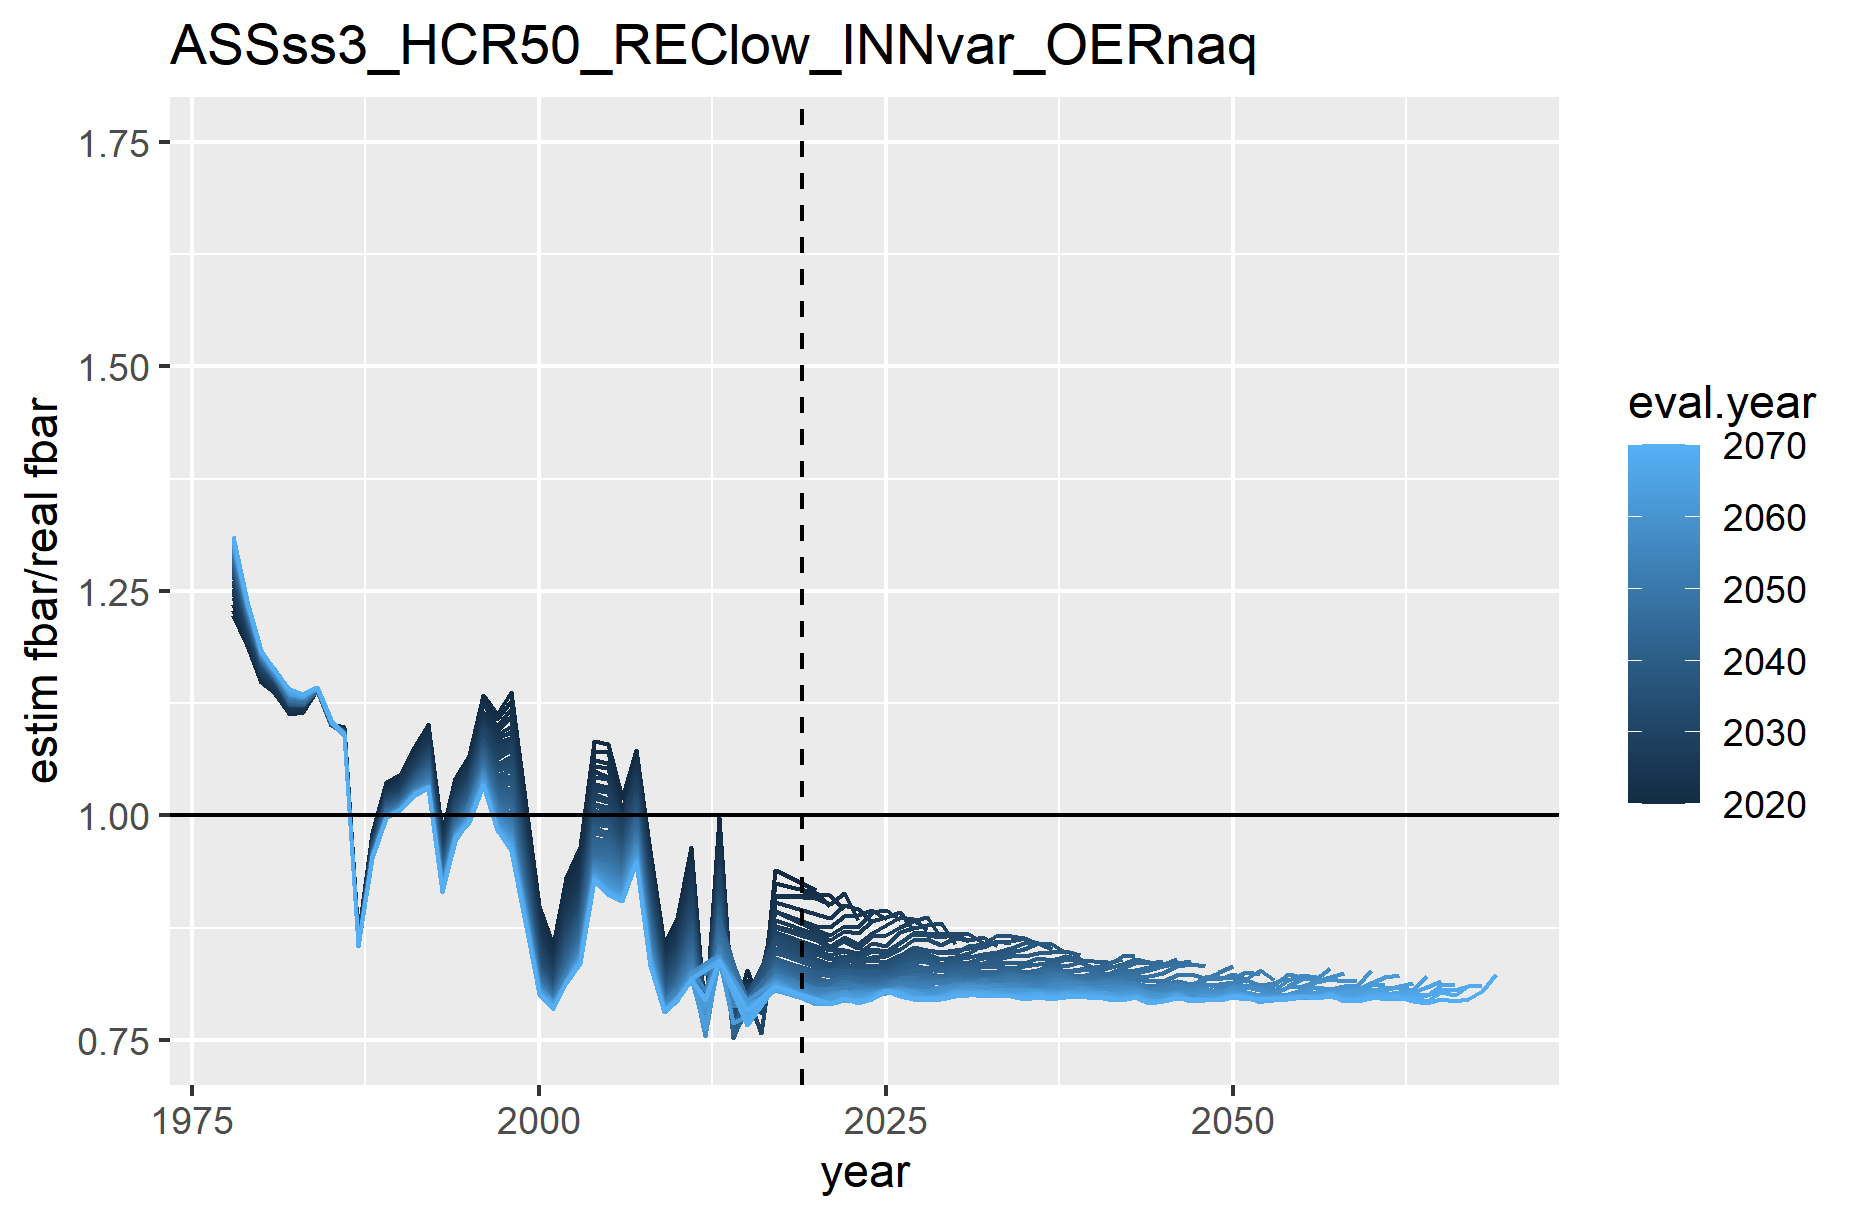 ASSss3_HCR50_REClow_INNvar_OERnaq
estim fbar/real fbar
1.75
1.50
1.25
1.00
0.75
1975 2000 2025 2050
year
eval.year
2070
2060
2050
2040
2030
2020